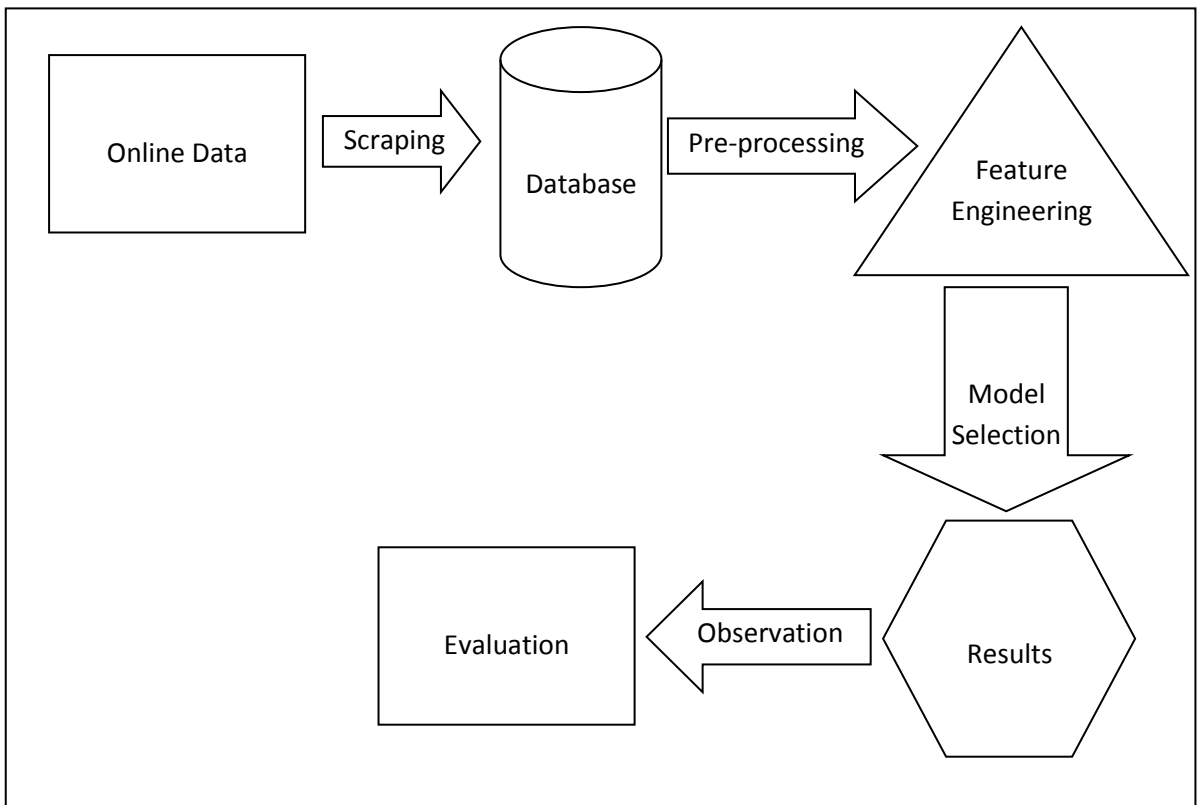 Online Data
Scraping
Database
Pre-processing
Feature
Engineering
Model
Selection
Results
Observation
Evaluation